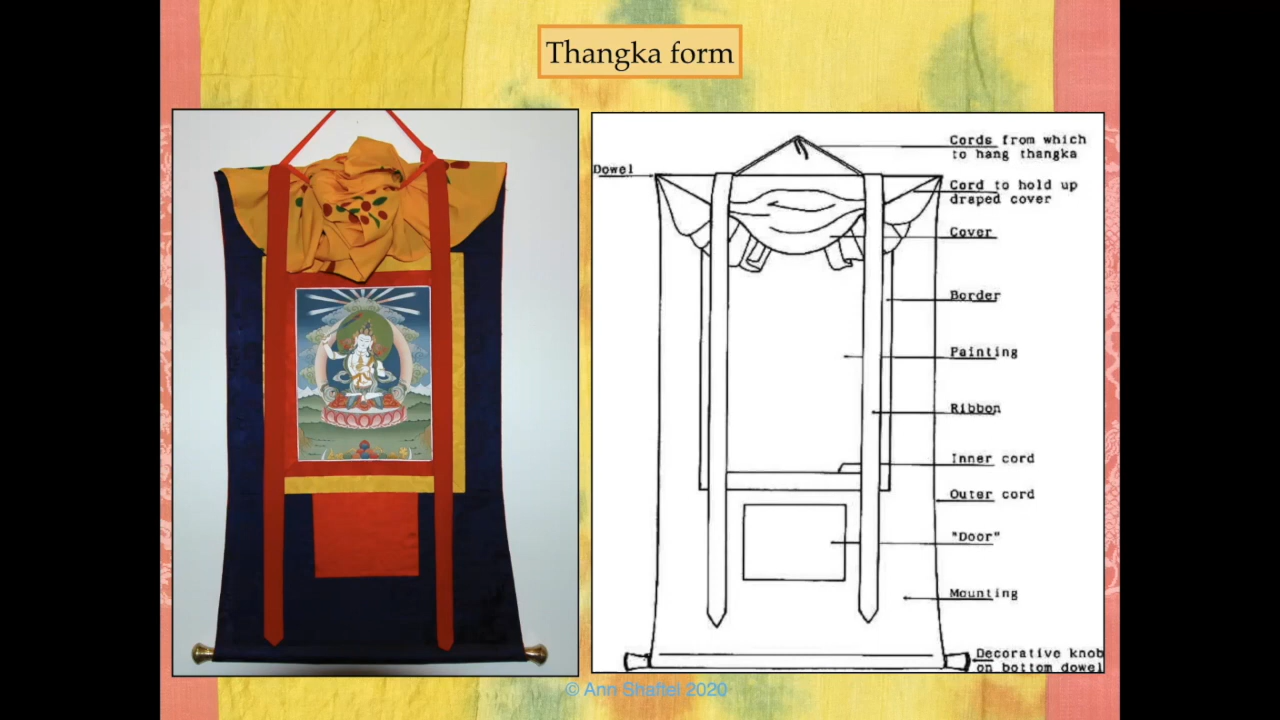 Thangka form
Cords from which
to hang thangka
Dowel
Cord to hold up
draped cover
Cover
Border
Painting
Ribbon
Inner cord
Outer cord
"Door"
Mounting
Decorative knob
on bottom dowel
© Ann Shaftel 2020